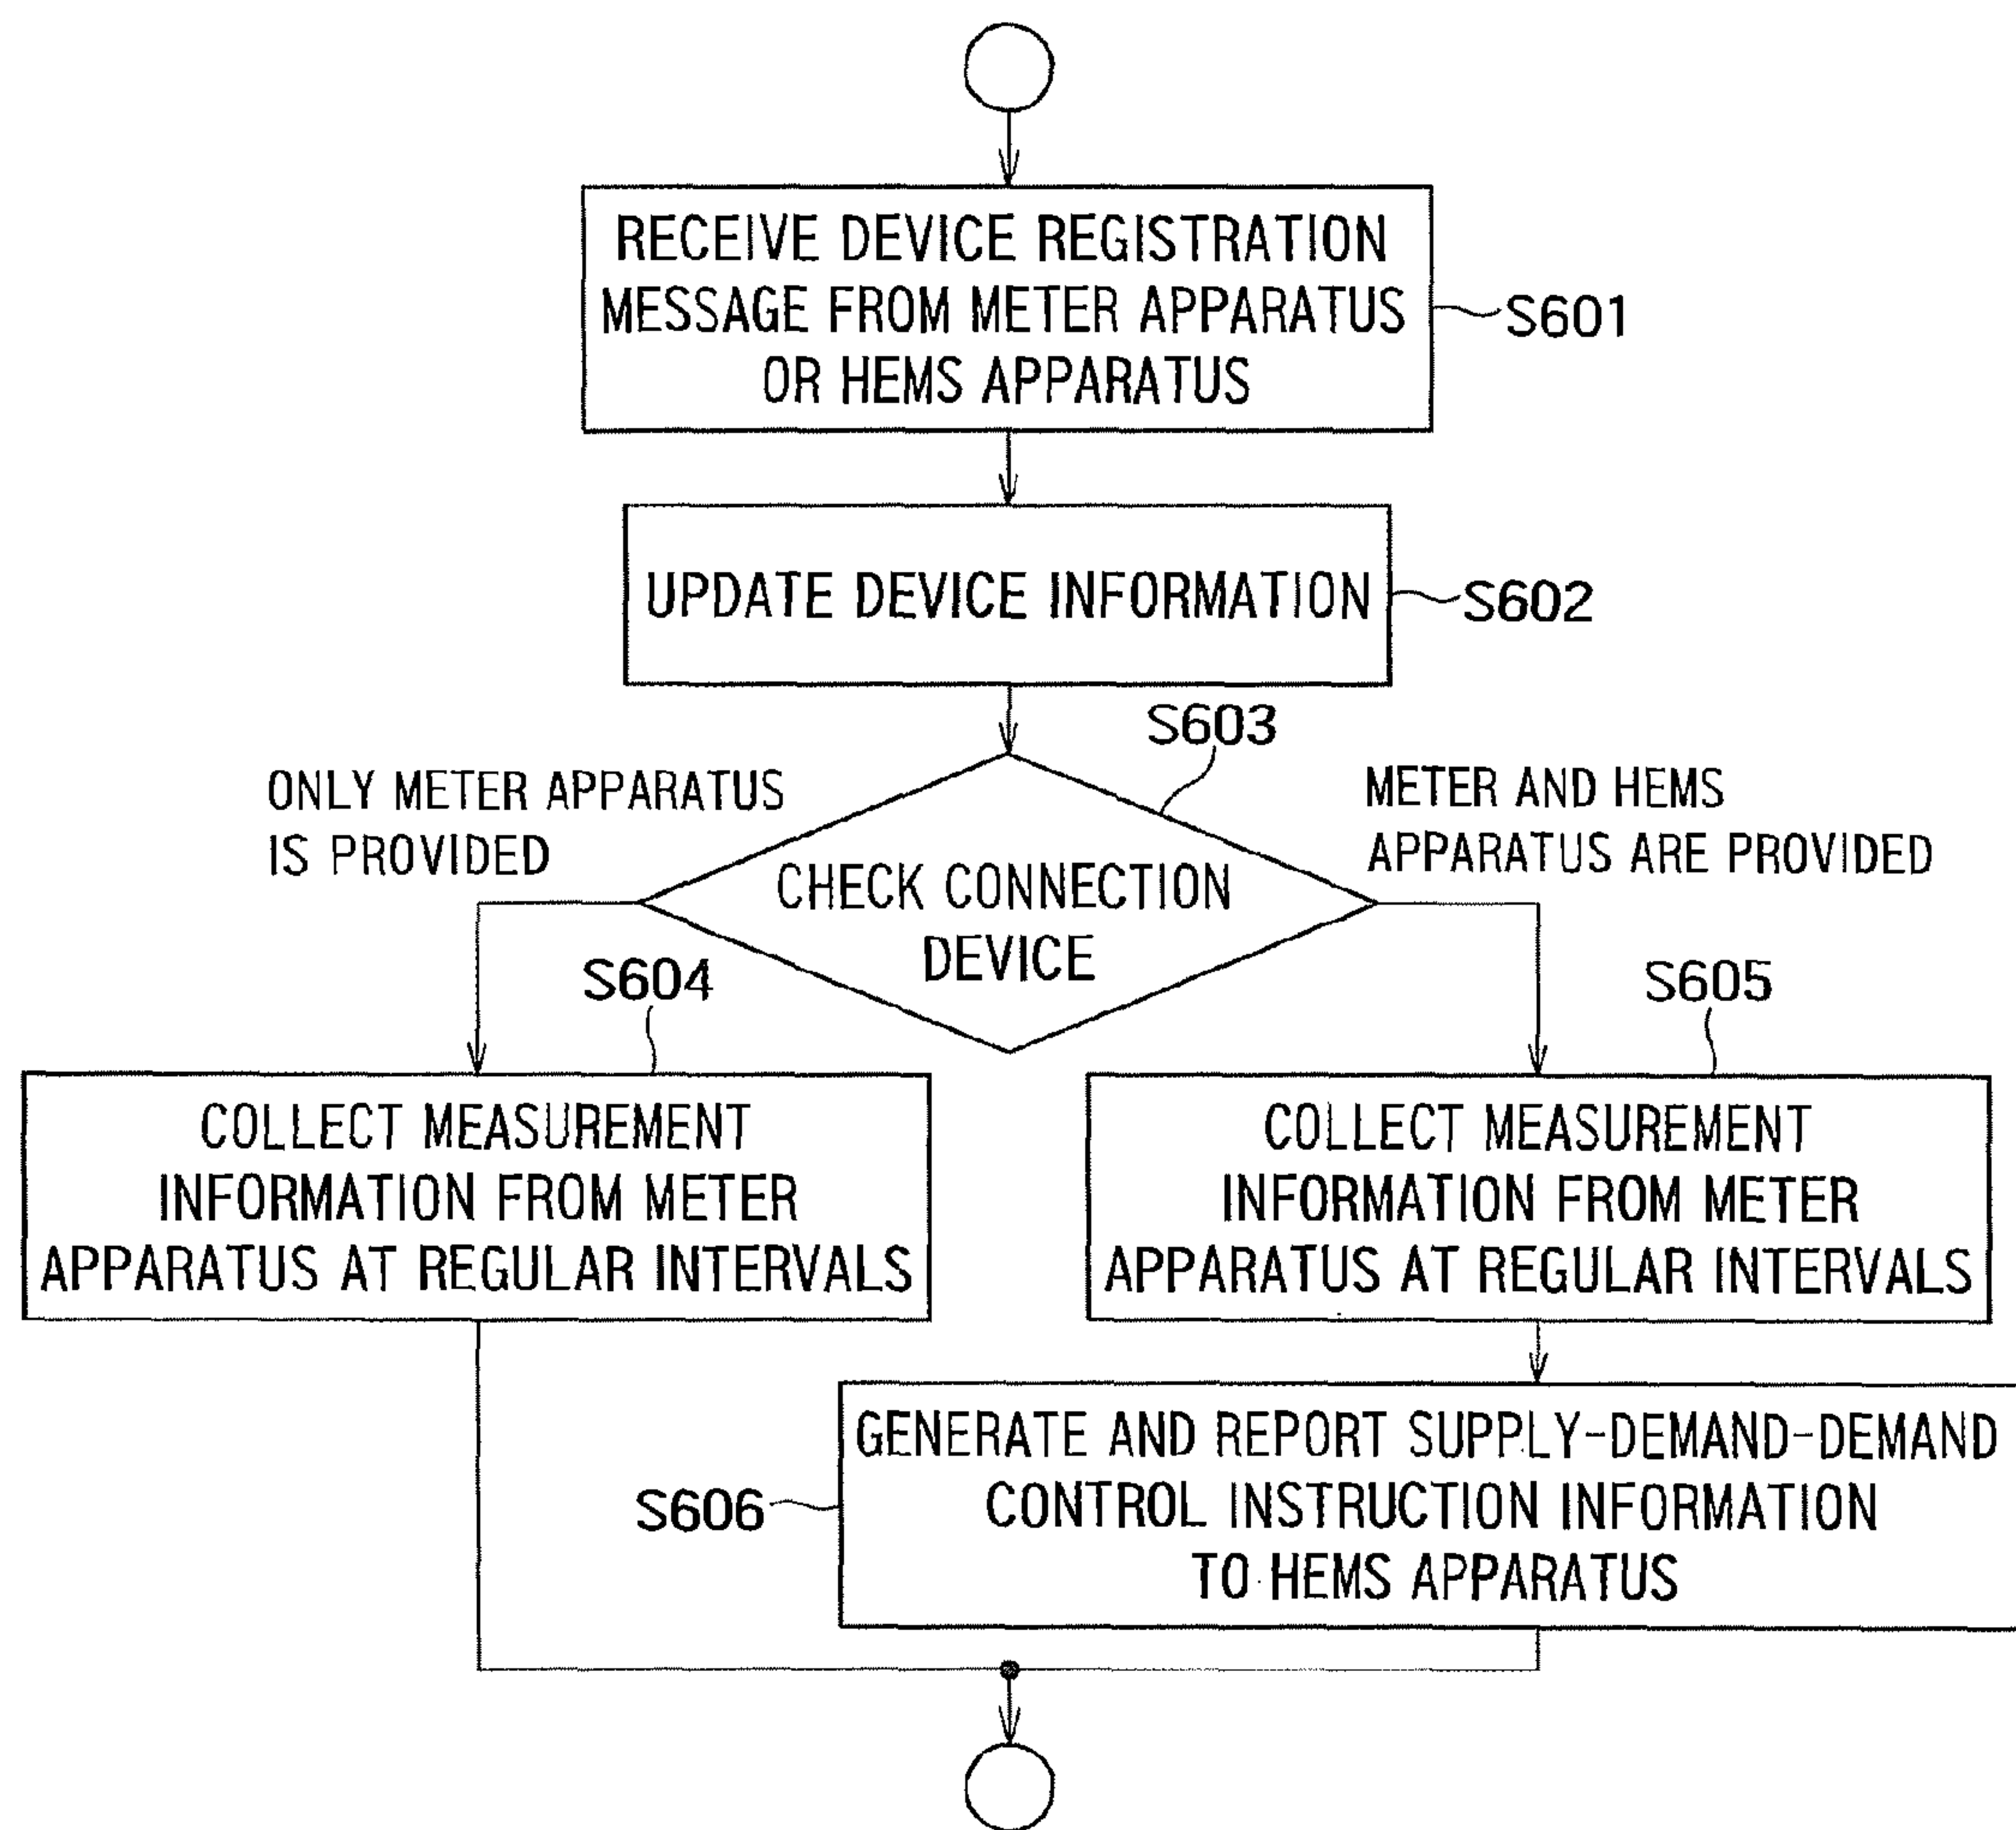 RECEIVE DEVICE REGISTRATION
MESSAGE FROM METER APPARATUS
OR HEMS APPARATUS
S601
UPDATE DEVICE INFORMATION
S602
S603
ONLY METER APPARATUS
IS PROVIDED
METER AND HEMS
APPARATUS ARE PROVIDED
CHECK CONNECTION
DEVICE
S604
S605
COLLECT MEASUREMENT
INFORMATION FROM METER
APPARATUS AT REGULAR INTERVALS
COLLECT MEASUREMENT
INFORMATION FROM METER
APPARATUS AT REGULAR INTERVALS
GENERATE AND REPORT SUPPLY-DEMAND-DEMAND
CONTROL INSTRUCTION INFORMATION
TO HEMS APPARATUS
S606